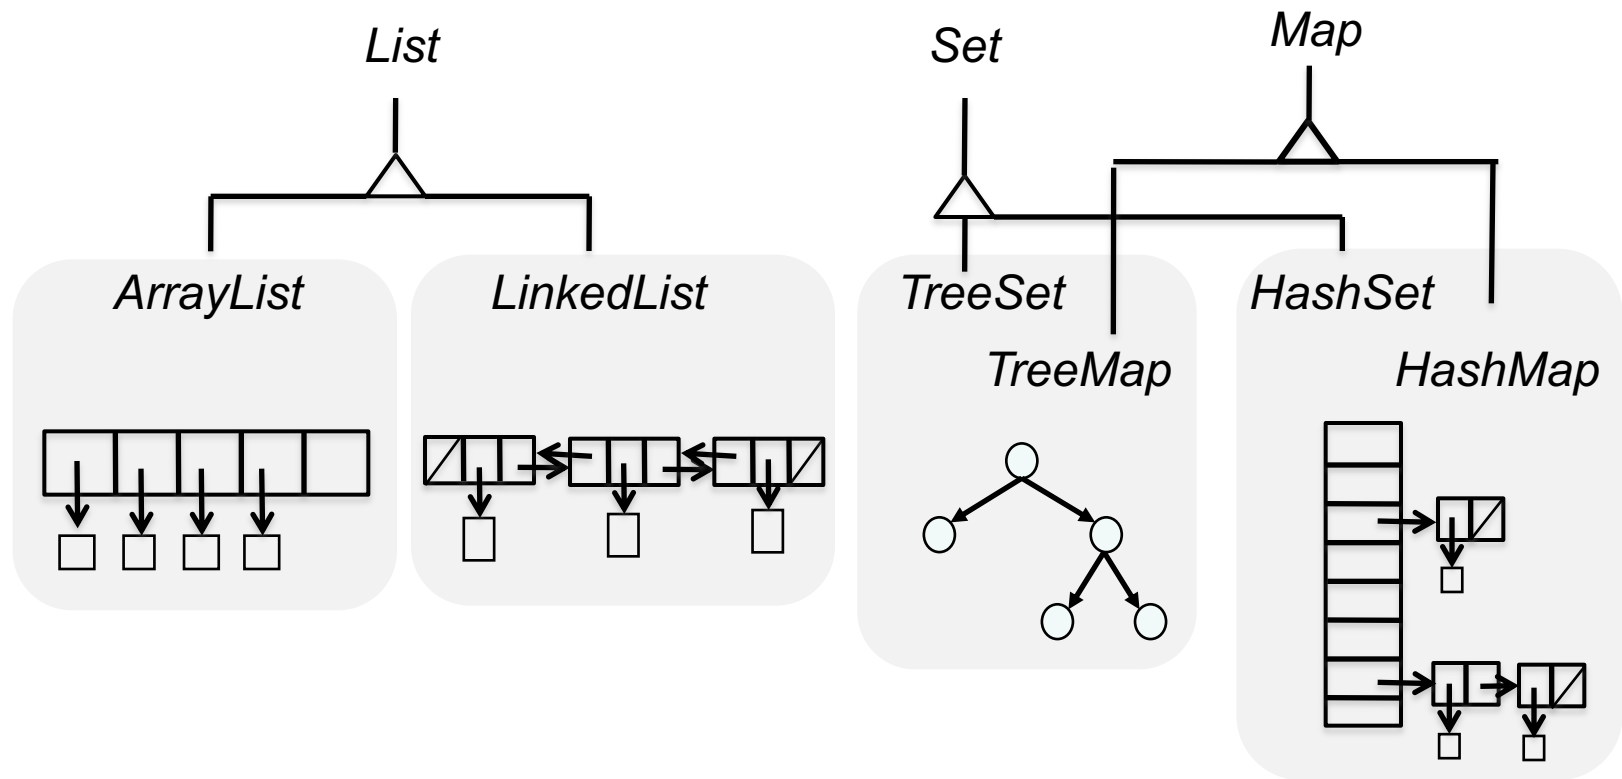 List
Set
Map
ArrayList
LinkedList
TreeSet
HashSet
TreeMap
HashMap